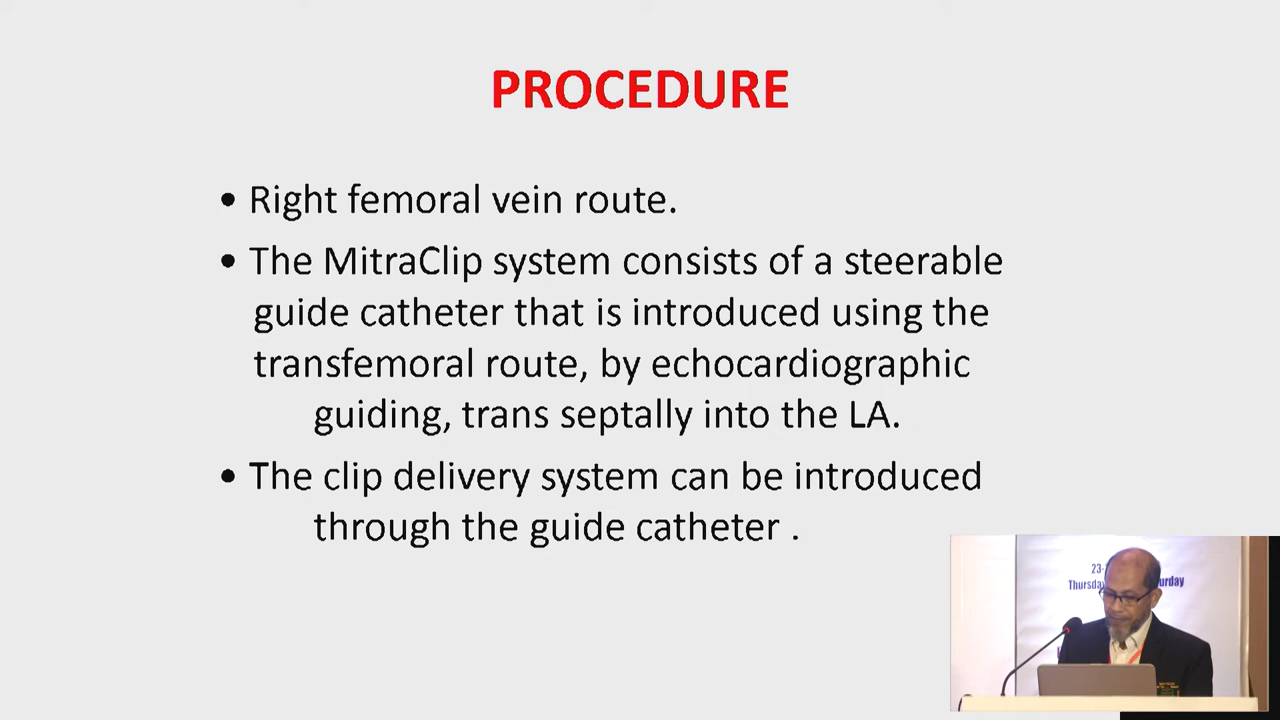 PROCEDURE
• Right femoral vein route.
• The MitraClip system consists of a steerable
guide catheter that is introduced using the
transfemoral route, by echocardiographic
guiding, trans septally into the LA.
• The clip delivery system can be introduced
through the guide catheter .
23-
Thursday